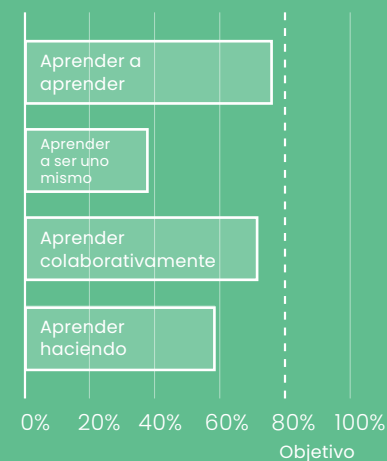 Aprender a
aprender
Aprender
a ser uno
mismo
Aprender
colaborativamente
Aprender
haciendo
0% 20% 40% 60% 80% 100%
Objetivo